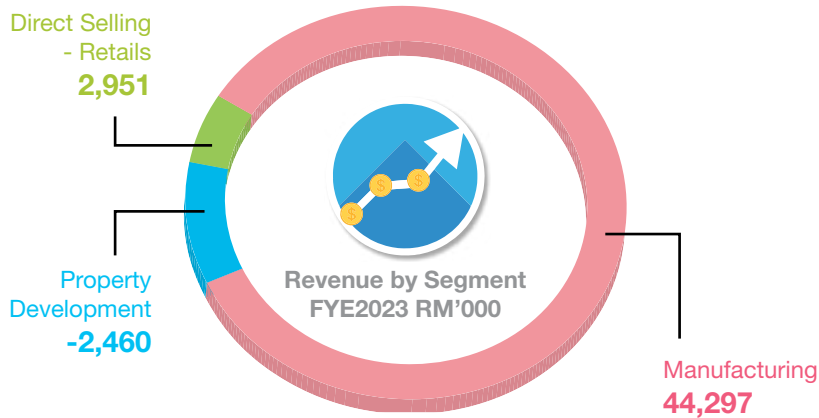 Direct Selling
- Retails
2,951
Property
Development
-2,460
Revenue by Segment
FYE2023 RM'000
Manufacturing
44,297
$
$
$